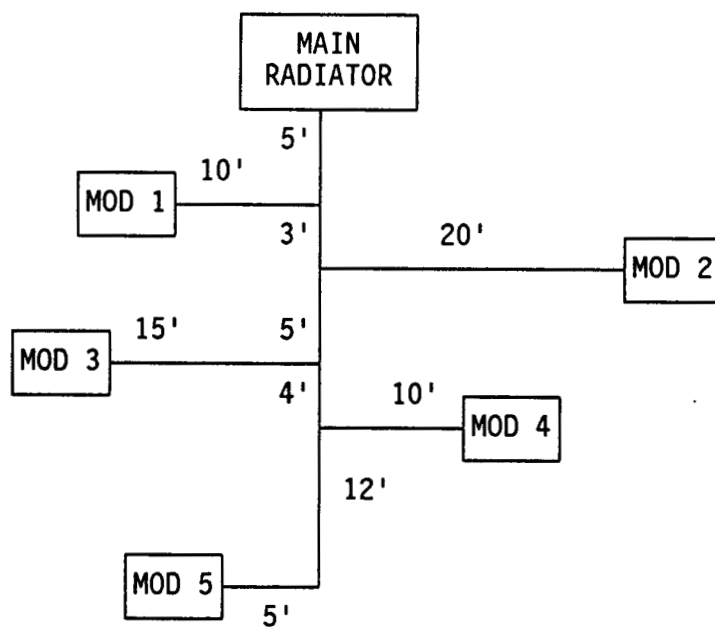 MAIN
RADIATOR
5'
10'
MOD 1
3'
20'
MOD 2
15'
5'
MOD 3
4'
10'
MOD 4
12'
MOD 5
5'